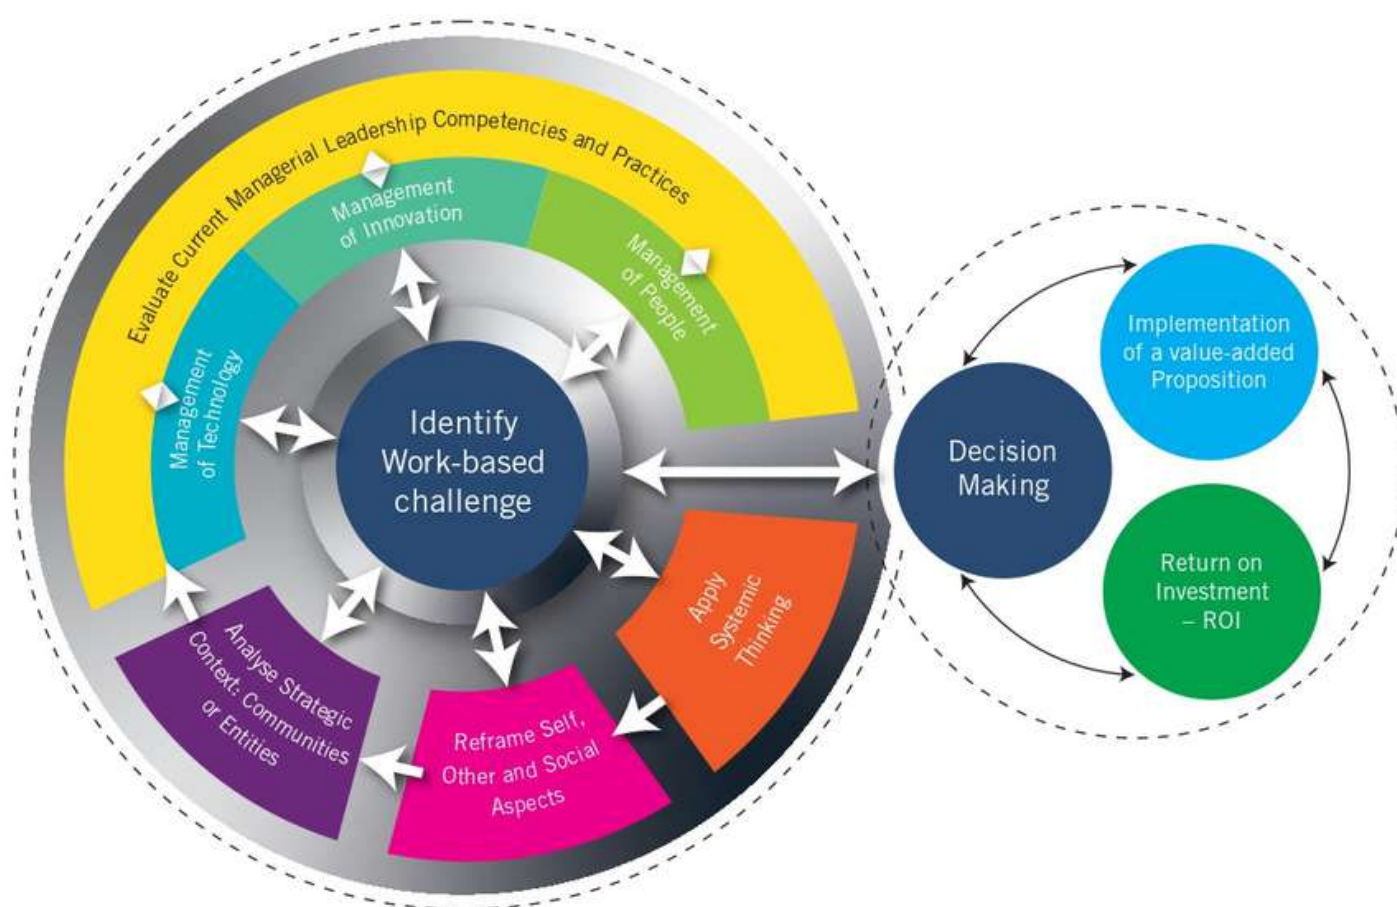 Evaluate Current Managerial Leadership Competencies and Practices
Management
of Innovation
Management
of People
Management
of Technology
Identify
Work-based
challenge
Apply
Systemic
Thinking
Reframe Self,
Other and Social
Aspects
Analyse Strategic
Context: Communities
or Entities
Decision
Making
Implementation
of a value-added
Proposition
Return on
Investment
– ROI